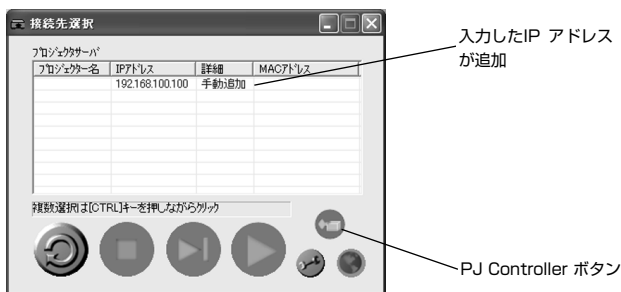 接続先選択
プロジェクタサーバ
プロジェクター名 IPアドレス 詳細 MACアドレス
192.168.100.100 手動追加
複数選択は[CTRL]キーを押しながらクリック
入力したIP アドレス
が追加
PJ Controller ボタン